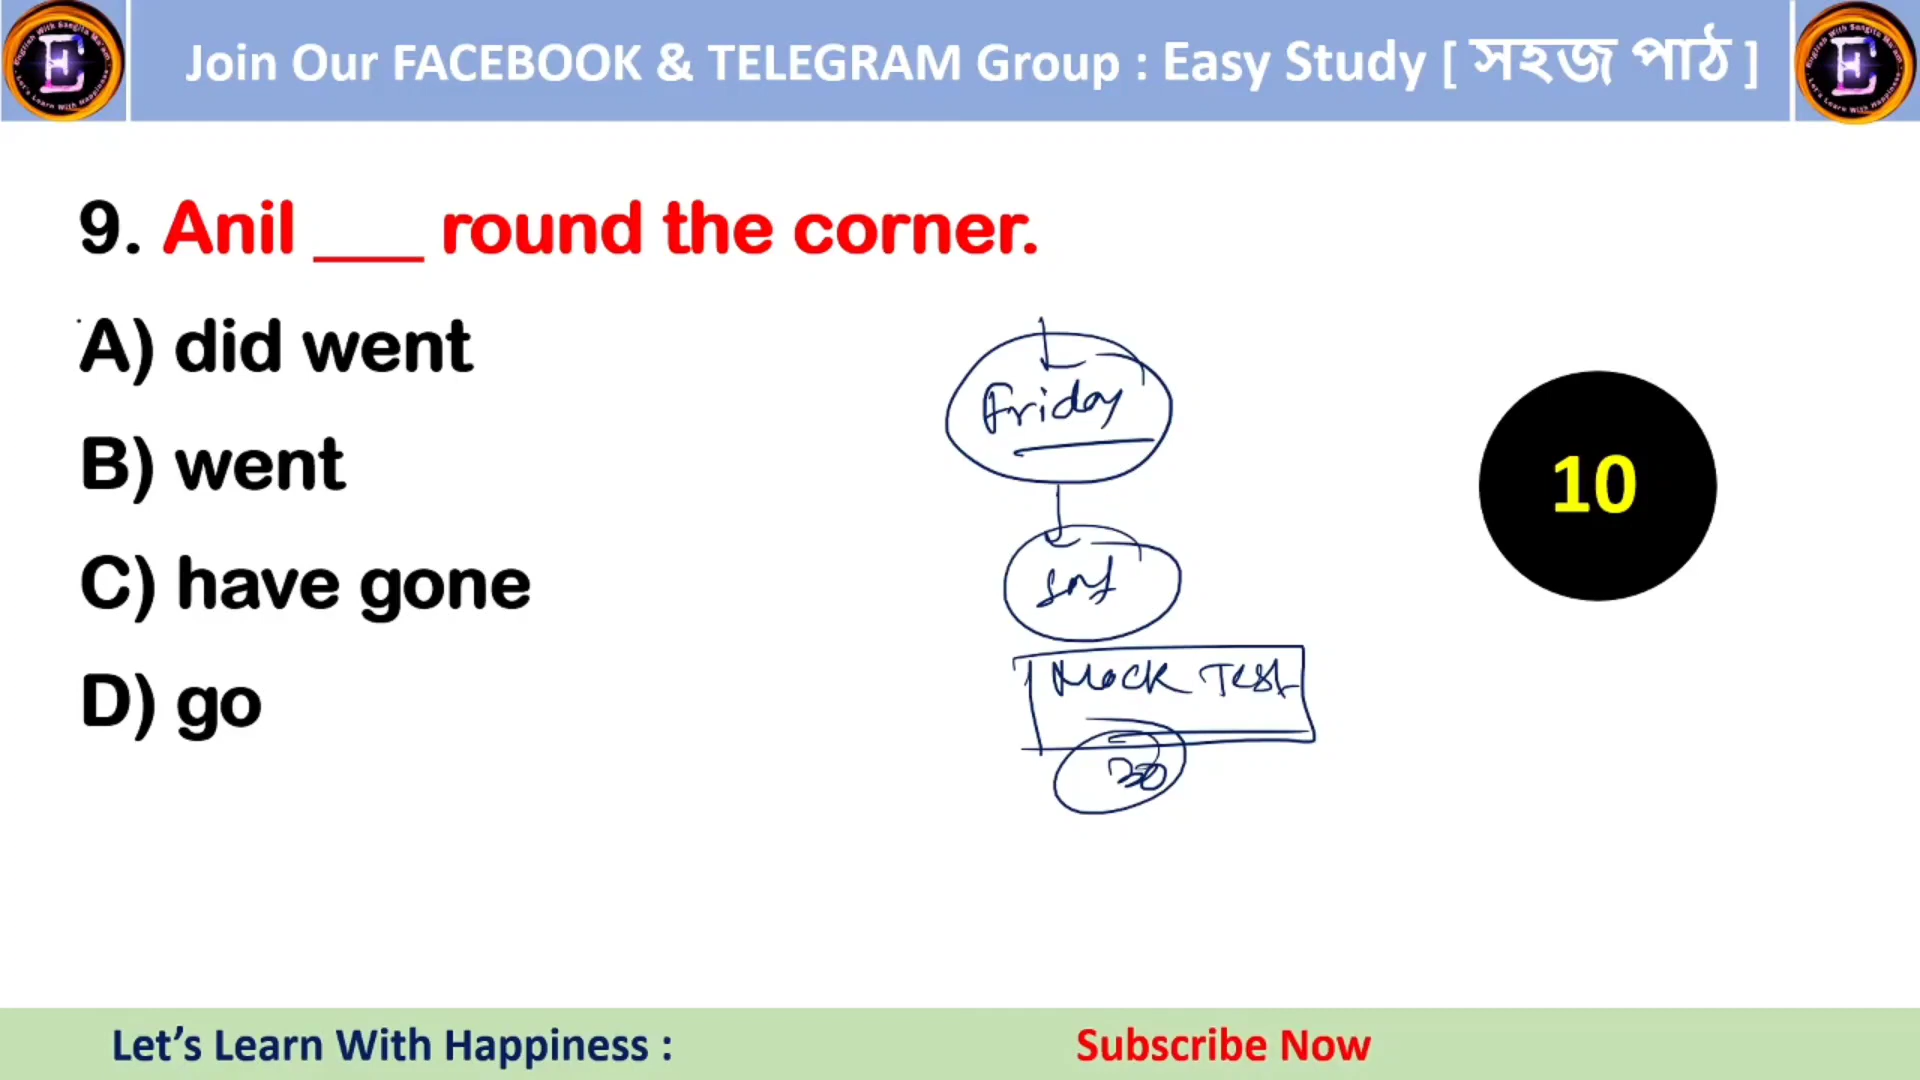 Join Our FACEBOOK & TELEGRAM Group : Easy Study [ সহজ পাঠ ]
9. Anil ___ round the corner.
A) did went
B) went
C) have gone
D) go
Friday
Mock Test
30
10
Let's Learn With Happiness :
Subscribe Now